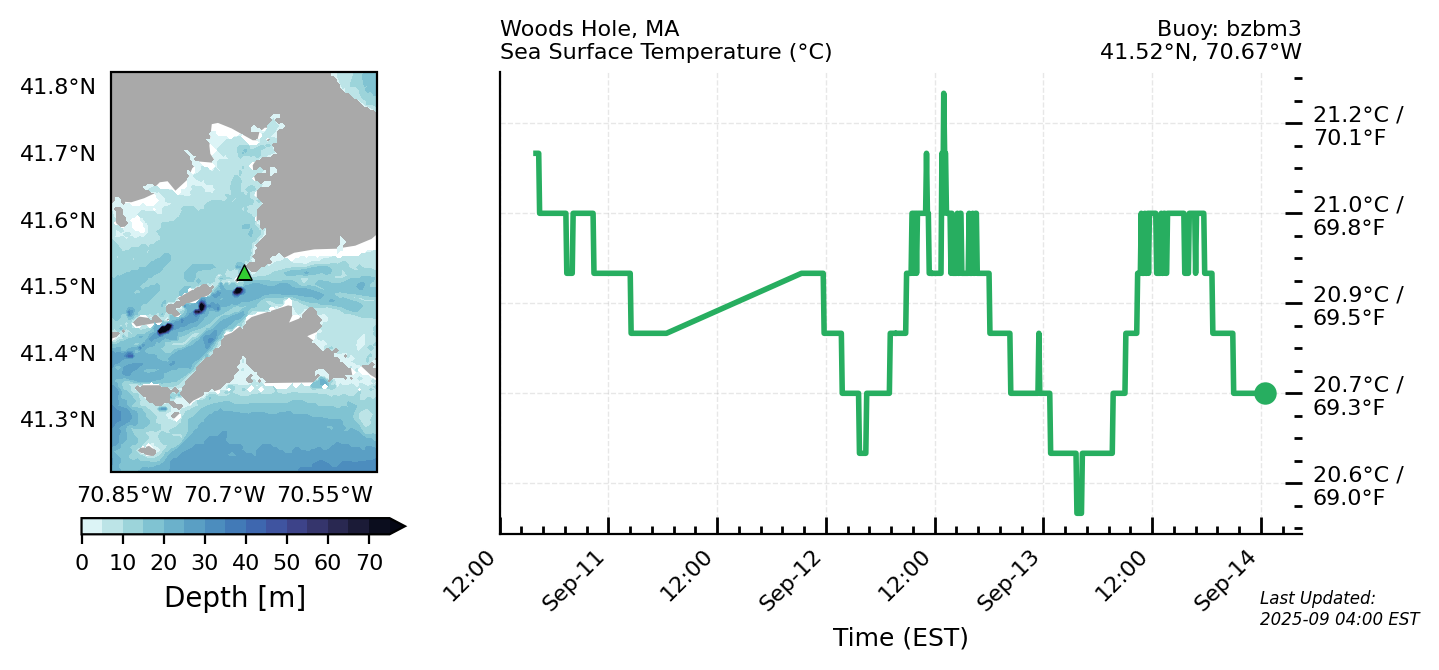 Woods Hole, MA
Sea Surface Temperature (°C)
Buoy: bzbm3
41.52°N, 70.67°W
41.8°N
41.7°N
41.6°N
41.5°N
41.4°N
41.3°N
70.85°W 70.7°W 70.55°W
0 10 20 30 40 50 60 70
Depth [m]
21.2°C /
70.1°F
21.0°C /
69.8°F
20.9°C /
69.5°F
20.7°C /
69.3°F
20.6°C /
69.0°F
12:00 Sep-11 12:00 Sep-12 12:00 Sep-13 12:00 Sep-14
Time (EST)
Last Updated:
2025-09 04:00 EST